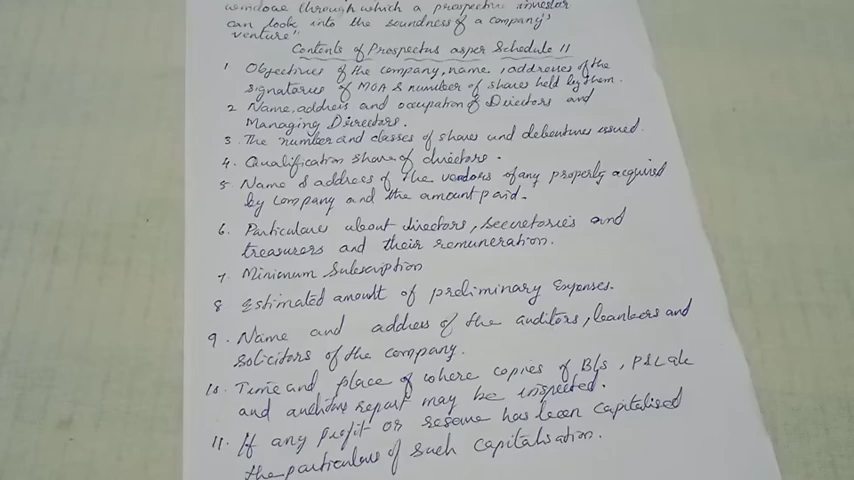 window through which a prospective investor
can look into the soundness of a company's
venture"
Contents of Prospectus as per Schedule II
1 Objectives of the company, name, addresses of the
signatories of MOA & number of shares held by them.
2 Name, address and occupation of Directors and
Managing Directors.
3 The number and classes of shares and debentures issued.
4. Qualification share of directors.
5 Name & address of the vendors of any property acquired
by company and the amount paid.
6. Particulars about directors, secretories and
treasurers and their remuneration.
7 Minimum Subscription
8 Estimated amount of preliminary Expenses.
9. Name and address of the auditors, bankers and
Solicitors of the company.
10. Time and place of where copies of B/s, P&L a/c
and auditors report may be inspected.
11. If any profit or reserve has been capitalised
the particulars of such capitalisation.